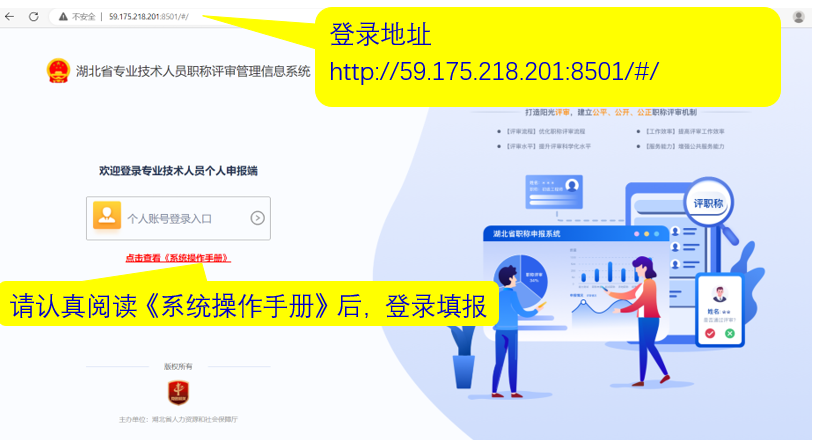 不安全 | 59.175.218.201:8501/#/
登录地址
http://59.175.218.201:8501/#/
湖北省专业技术人员职称评审管理信息系统
打造阳光评审，建立公平、公开、公正职称评审机制
【评审流程】优化职称评审流程
【工作效率】提高评审工作效率
【评审水平】提升评审科学化水平
【服务能力】增强公共服务能力
欢迎登录专业技术人员个人申报端
个人账号登录入口
点击查看《系统操作手册》
请认真阅读《系统操作手册》后，登录填报
评职称
湖北省职称申报系统
职称评审
姓名：★★
是否通过评审?
版权所有
主办单位：湖北省人力资源和社会保障厅